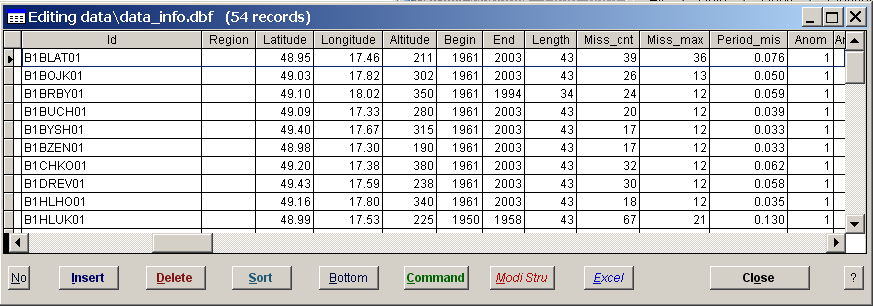 Editing data\data_info.dbf (54 records)
Id Region Latitude Longitude Altitude Begin End Length Miss_cnt Miss_max Period_mis Anom
B1BLAT01 48.95 17.46 211 1961 2003 43 39 36 0.076 1
B1BOJK01 49.03 17.82 302 1961 2003 43 26 13 0.050 1
B1BRBY01 49.10 18.02 350 1961 1994 34 24 12 0.059 1
B1BUCH01 49.09 17.33 280 1961 2003 43 20 12 0.039 1
B1BYSH01 49.40 17.67 315 1961 2003 43 17 12 0.033 1
B1BZEN01 48.98 17.30 190 1961 2003 43 17 12 0.033 1
B1CHKO01 49.20 17.38 380 1961 2003 43 32 12 0.062 1
B1DREV01 49.43 17.59 238 1961 2003 43 30 12 0.058 1
B1HLHO01 49.16 17.80 340 1961 2003 43 18 12 0.035 1
B1HLUK01 48.99 17.53 225 1950 1958 43 67 21 0.130 1
No Insert Delete Sort Bottom Command Modi Stru Excel Close ?